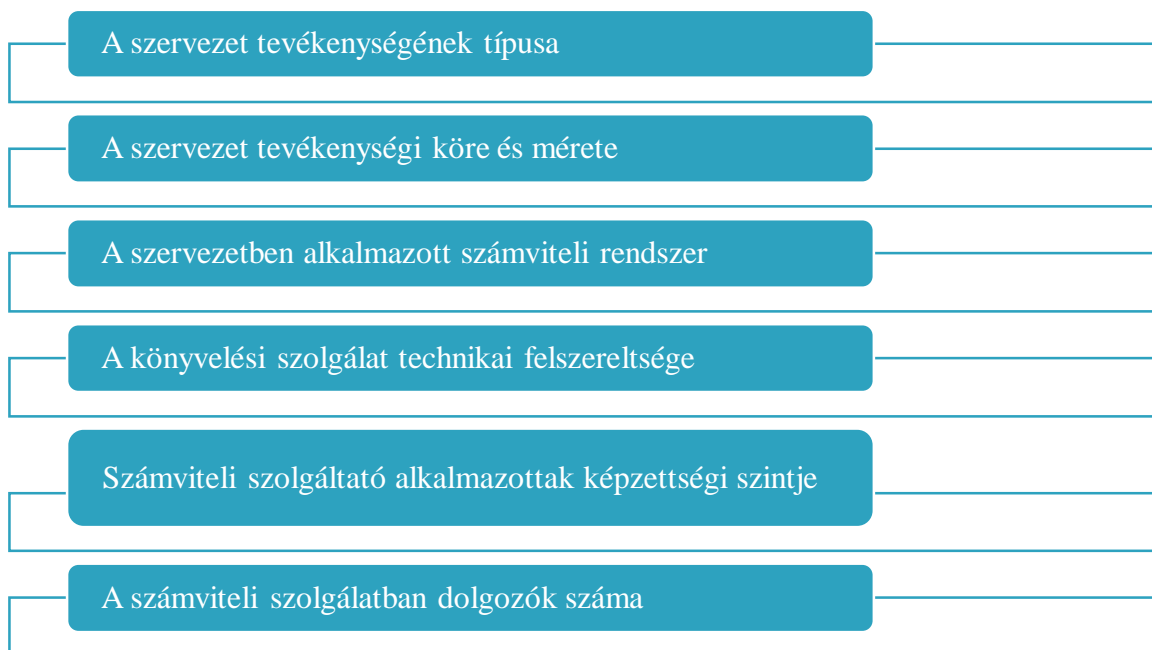 A szervezet tevékenységének típusa
A szervezet tevékenységi köre és mérete
A szervezetben alkalmazott számviteli rendszer
A könyvelési szolgálat technikai felszereltsége
Számviteli szolgáltató alkalmazottak képzettségi szintje
A számviteli szolgálatban dolgozók száma